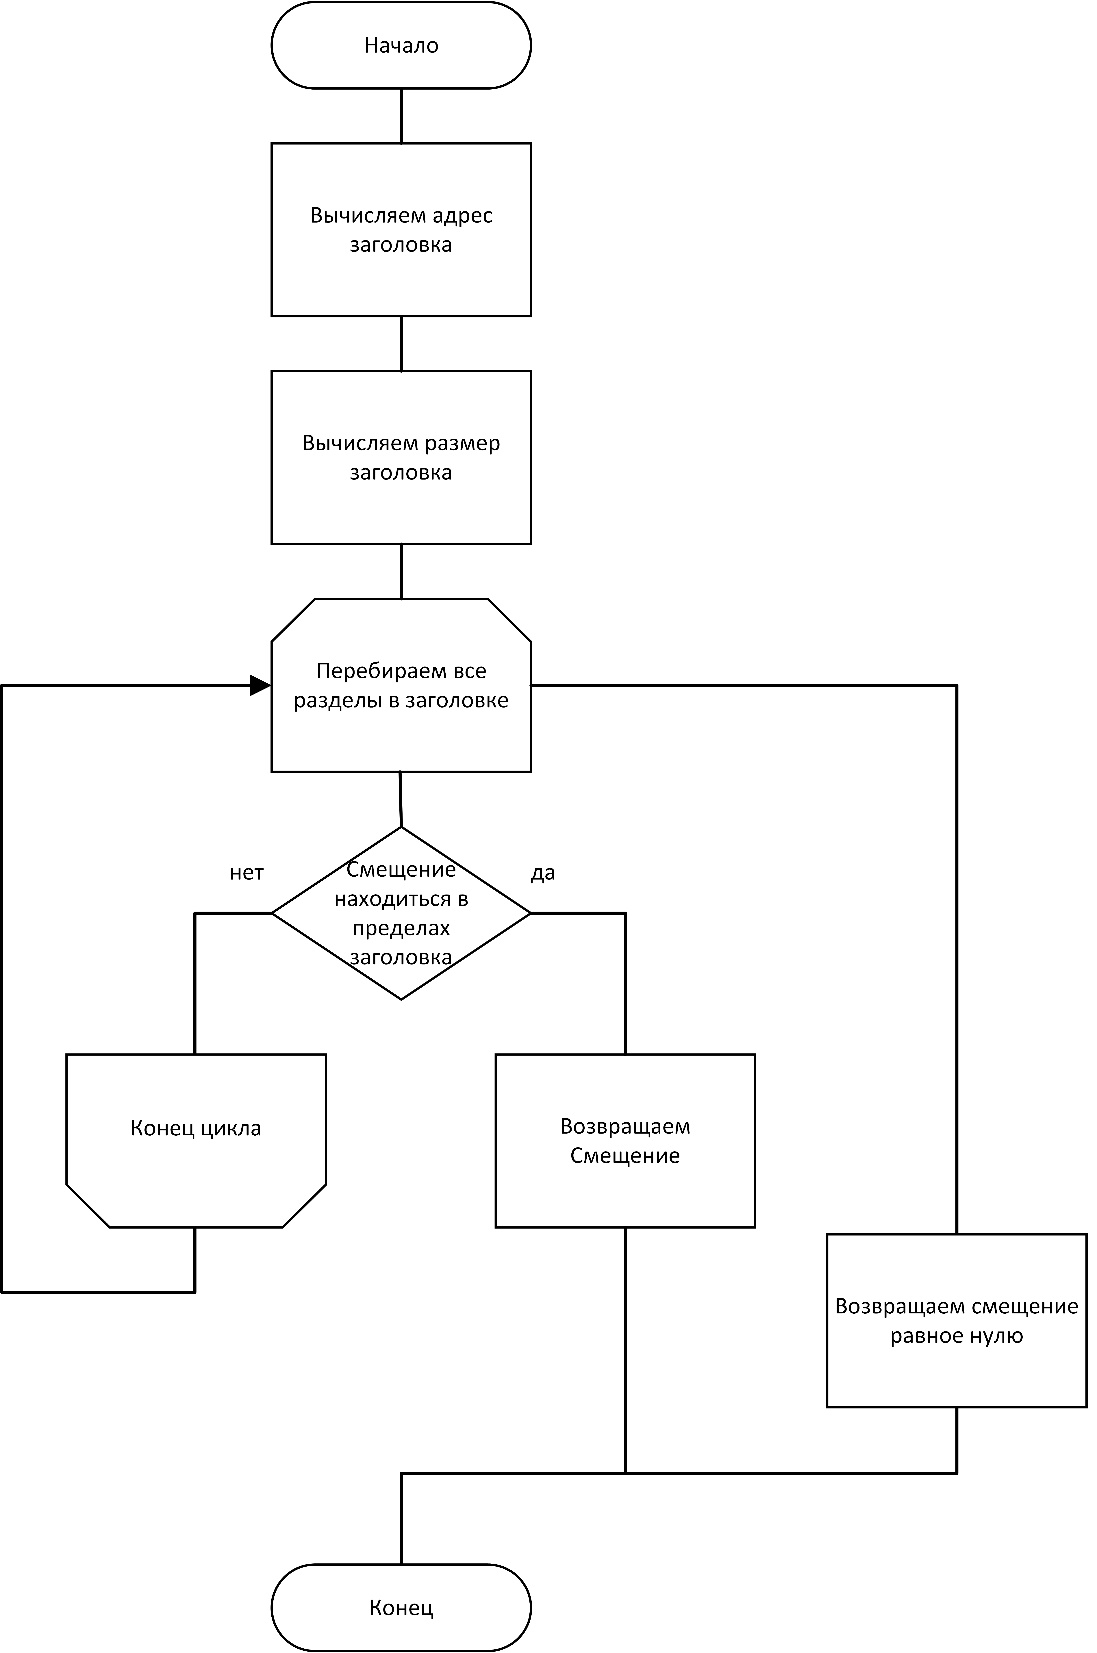 Начало
Вычисляем адрес
заголовка
Вычисляем размер
заголовка
Перебираем все
разделы в заголовке
нет
да
Смещение
находиться в
пределах
заголовка
Конец цикла
Возвращаем
Смещение
Возвращаем смещение
равное нулю
Конец